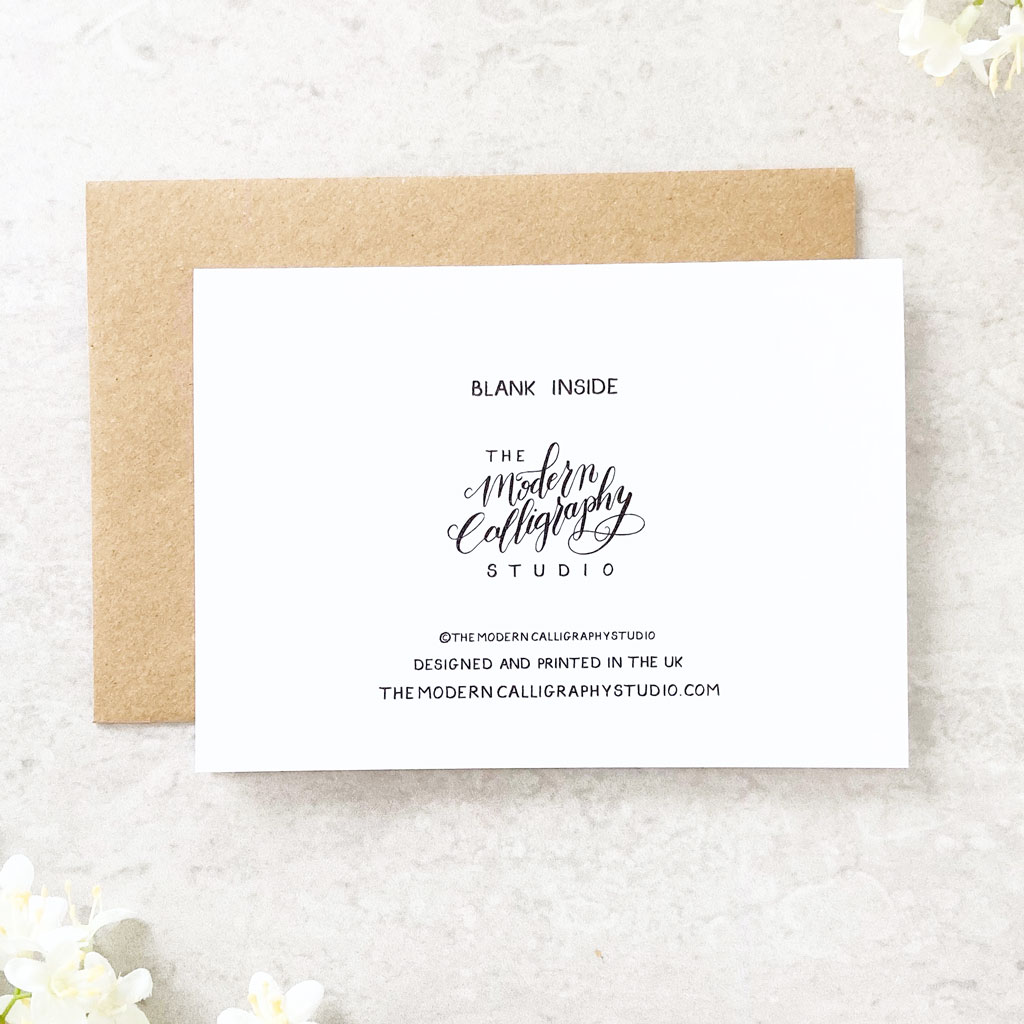 BLANK INSIDE
THE
Modern
Calligraphy
STUDIO
©THE MODERN CALLIGRAPHY STUDIO
DESIGNED AND PRINTED IN THE UK
THEMODERNCALLIGRAPHYSTUDIO.COM